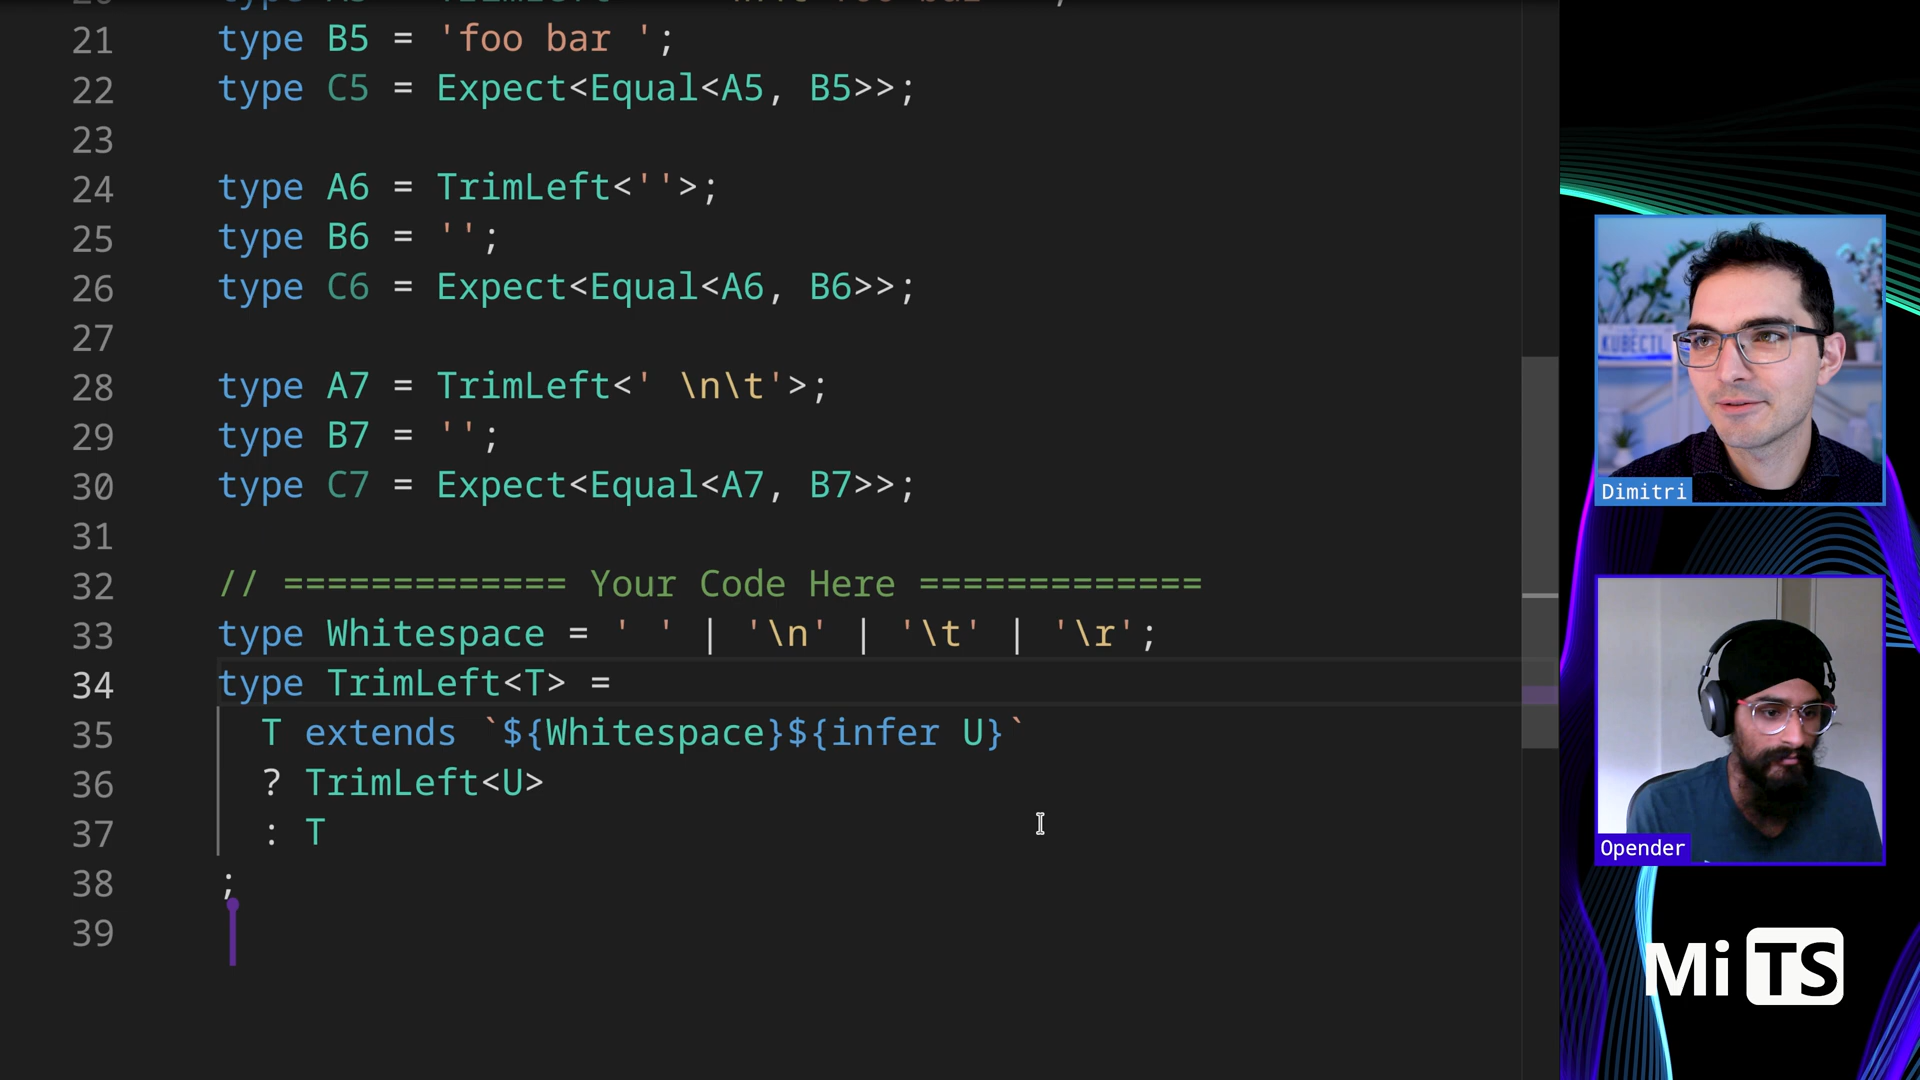 21 type B5 = 'foo bar ';
22 type C5 = Expect<Equal<A5, B5>>;
23
24 type A6 = TrimLeft<''>;
25 type B6 = '';
26 type C6 = Expect<Equal<A6, B6>>;
27
28 type A7 = TrimLeft<' \n\t'>;
29 type B7 = '';
30 type C7 = Expect<Equal<A7, B7>>;
31
32 // ============= Your Code Here =============
33 type Whitespace = ' ' | '\n' | '\t' | '\r';
34 type TrimLeft<T> =
35 T extends `${Whitespace}${infer U}`
36 ? TrimLeft<U>
37 : T
38 ;
39
KUBECTL
Dimitri
Opender
MiTS